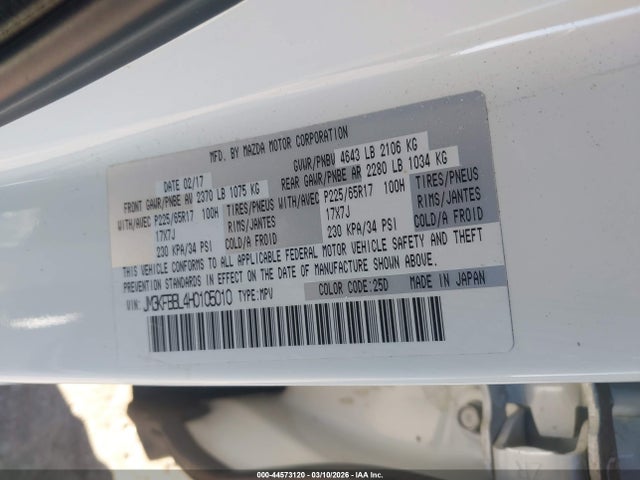 MFD. BY MAZDA MOTOR CORPORATION
DATE 02/17 GVWR/PNBV 4643 LB 2106 KG
FRONT GAWR/PNBE AV 2370 LB 1075 KG REAR GAWR/PNBE AR 2280 LB 1034 KG
WITH/AVEC P225/65R17 100H TIRES/PNEUS WITH/AVEC P225/65R17 100H TIRES/PNEUS
17X7J RIMS/JANTES 17X7J RIMS/JANTES
230 KPA/34 PSI COLD/A FROID 230 KPA/34 PSI COLD/A FROID
THIS VEHICLE CONFORMS TO ALL APPLICABLE FEDERAL MOTOR VEHICLE SAFETY AND THEFT
PREVENTION STANDARDS IN EFFECT ON THE DATE OF MANUFACTURE SHOWN ABOVE.
VIN: JM3KFBBL4H0105010 TYPE:MPV COLOR CODE:25D MADE IN JAPAN
000-44573120 - 03/10/2026 - IAA Inc.